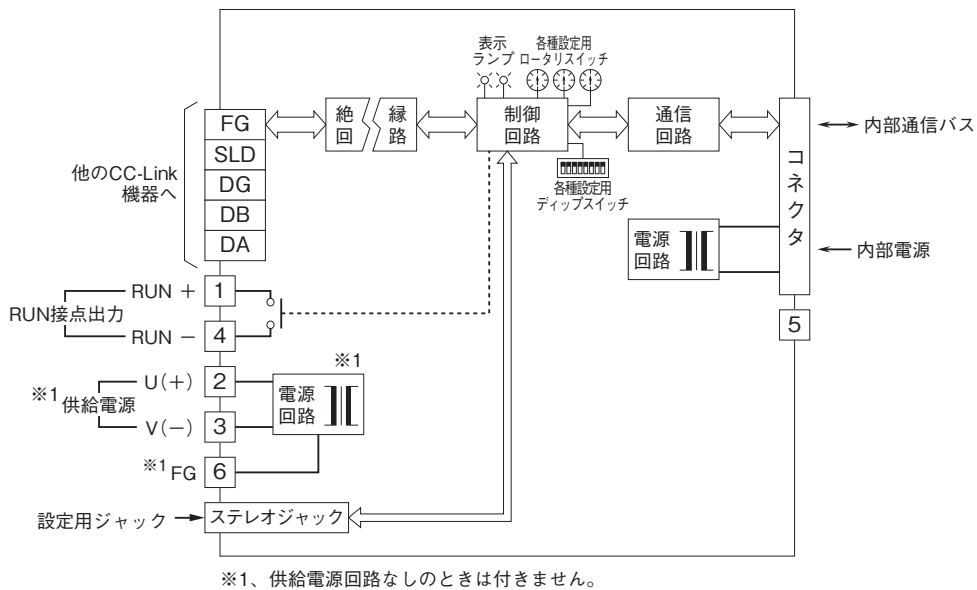 表示
ランプ
各種設定用
ロータリスイッチ
FG
SLD
DG
DB
DA
他のCC-Link
機器へ
絶 縁
回 路
制御
回路
通信
回路
コネクタ
内部通信バス
各種設定用
ディップスイッチ
電源
回路
内部電源
5
RUN接点出力
RUN +
1
RUN −
4
※1
※1 供給電源
U(+)
2
V(−)
3
電源
回路
※1 FG
6
設定用ジャック
ステレオジャック
※1、供給電源回路なしのときは付きません。